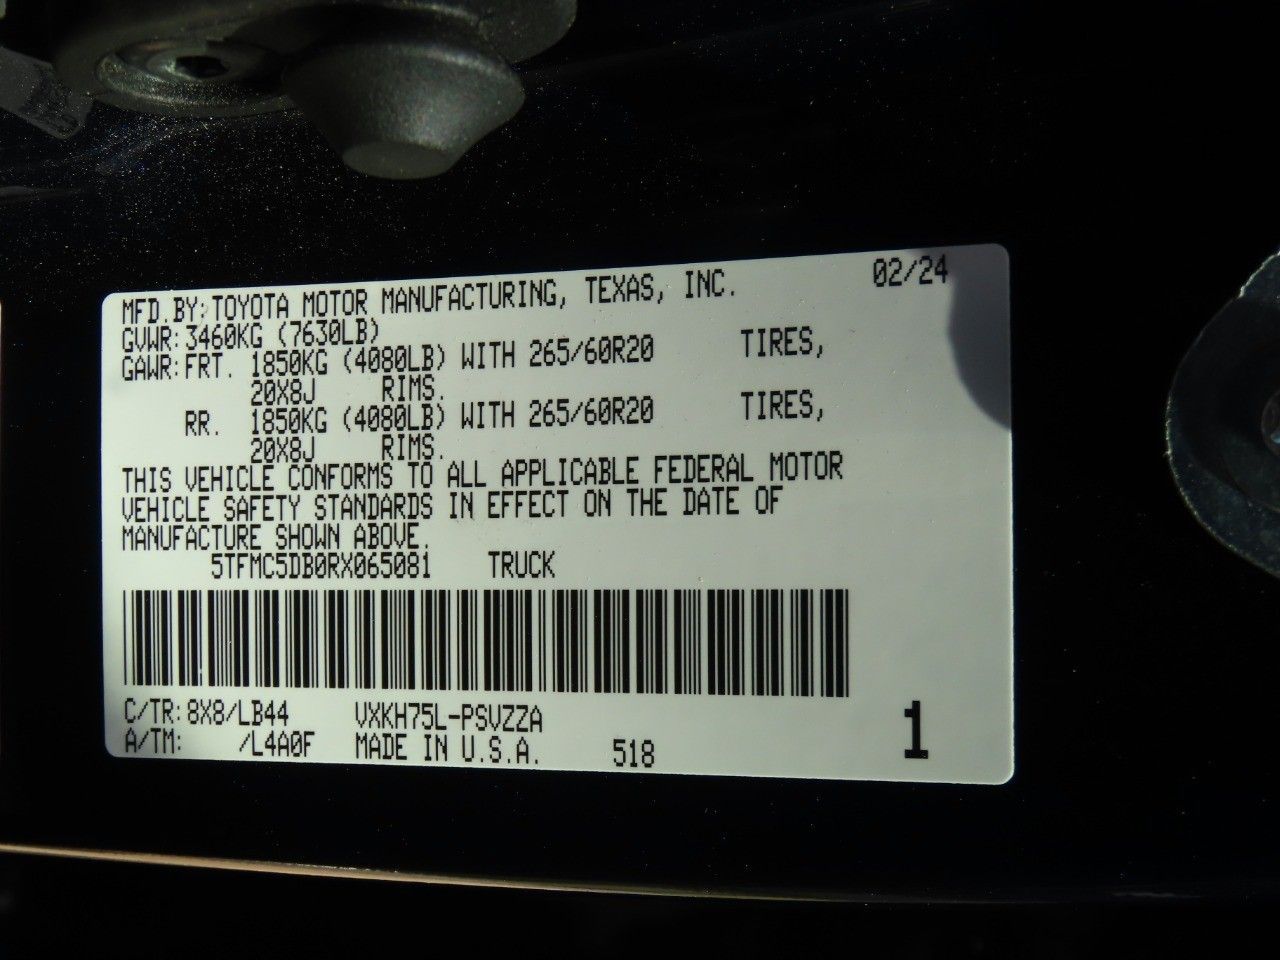 MFD.BY:TOYOTA MOTOR MANUFACTURING, TEXAS, INC. 02/24
GVWR:3460KG (7630LB)
GAWR:FRT. 1850KG (4080LB) WITH 265/60R20 TIRES,
20X8J RIMS.
RR. 1850KG (4080LB) WITH 265/60R20 TIRES,
20X8J RIMS.
THIS VEHICLE CONFORMS TO ALL APPLICABLE FEDERAL MOTOR
VEHICLE SAFETY STANDARDS IN EFFECT ON THE DATE OF
MANUFACTURE SHOWN ABOVE.
5TFMC5DB0RX065081 TRUCK
C/TR:8X8/LB44 VXKH75L-PSVZZA
A/TM: /L4A0F MADE IN U.S.A. 518 1